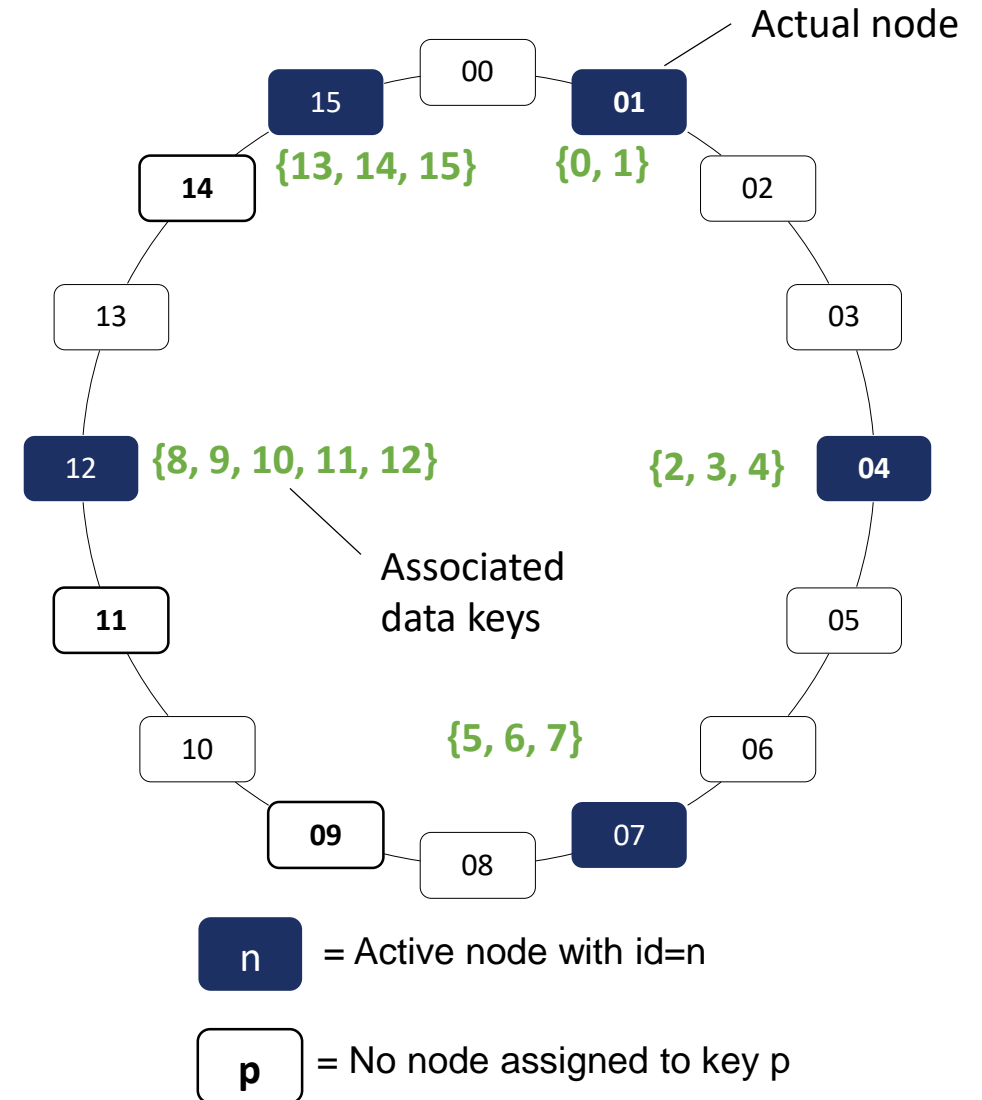 Actual node
00
15
01
{13, 14, 15}
{0, 1}
14
02
13
03
12
{8, 9, 10, 11, 12}
{2, 3, 4}
04
Associated
data keys
11
05
10
{5, 6, 7}
06
09
08
07
n
= Active node with id=n
p
= No node assigned to key p